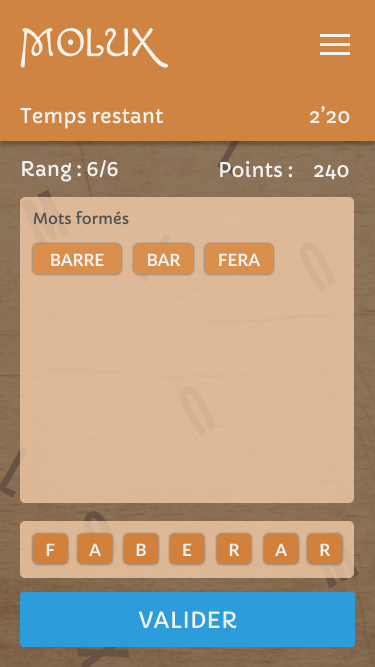 MOLUX
Temps restant 2'20
Rang : 6/6 Points : 240
Mots formés
BARRE BAR FERA
F A B E R A R
VALIDER